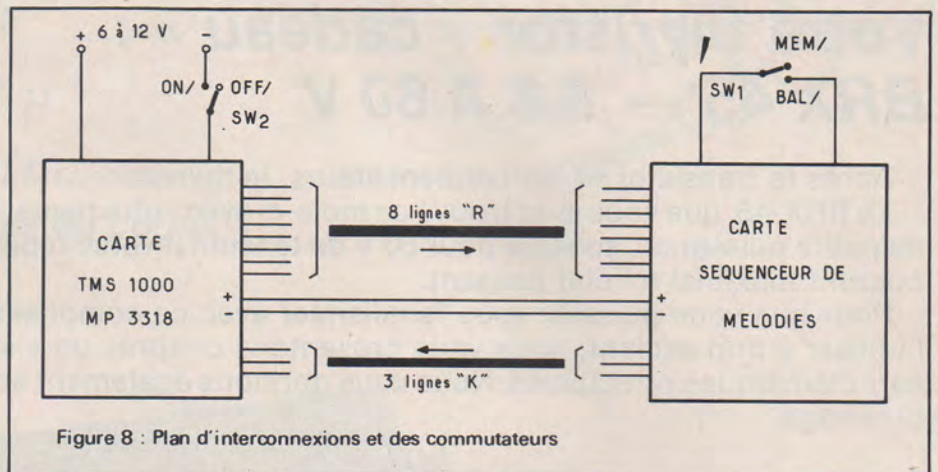 + 6 à 12 V -
ON/ OFF/
SW2
MEM/
SW1
BAL/
8 lignes "R"
CARTE
TMS 1000
MP 3318
+
+
CARTE
SEQUENCEUR DE
MELODIES
3 lignes "K"
Figure 8 : Plan d'interconnexions et des commutateurs